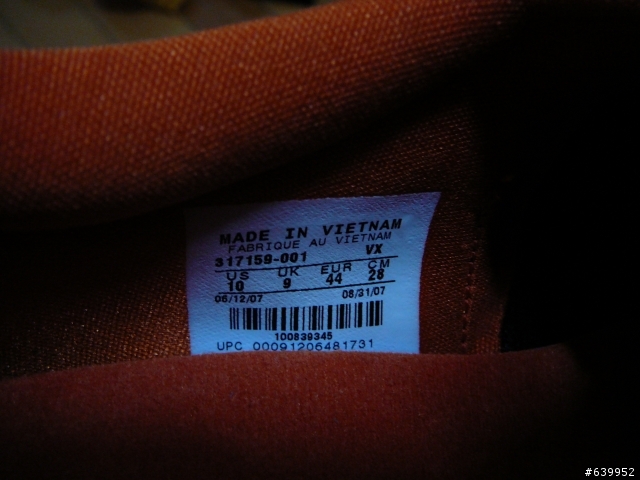 MADE IN VIETNAM
FABRIQUE AU VIETNAM
317159-001 VX
US UK EUR CM
10 9 44 28
06/12/07 08/31/07
100839345
UPC 00091206481731
#639952